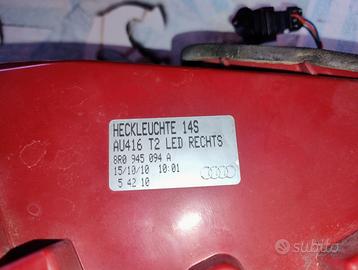 HECKLEUCHTE 14S
AU416 T2 LED RECHTS
8R0 945 094 A
15/10/10 10:01
5 42 10
subito